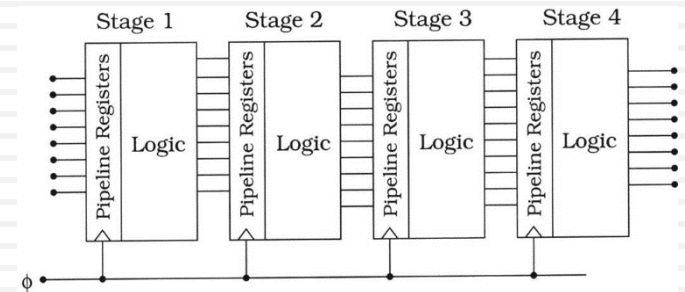 Stage 1 Stage 2 Stage 3 Stage 4
Pipeline Registers
Logic
Pipeline Registers
Logic
Pipeline Registers
Logic
Pipeline Registers
Logic
ϕ